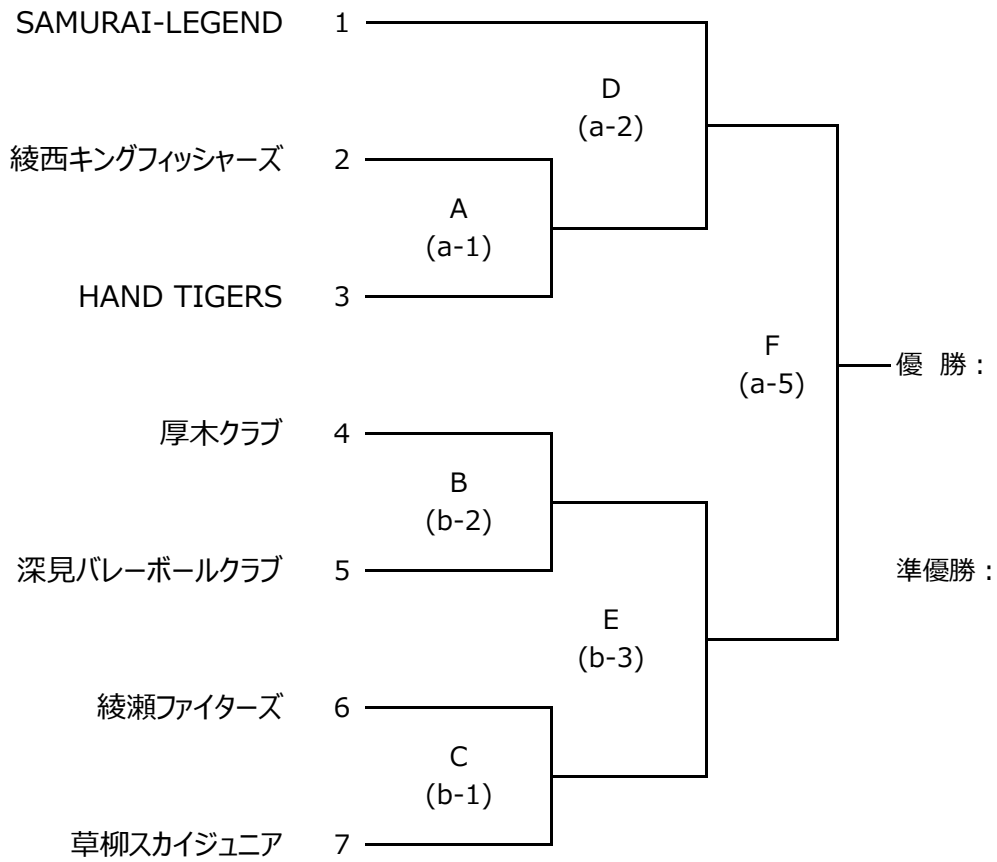 SAMURAI-LEGEND 1
D
(a-2)
綾西キングフィッシャーズ 2
A
(a-1)
HAND TIGERS 3
F
(a-5)
優 勝：
厚木クラブ 4
B
(b-2)
深見バレーボールクラブ 5
準優勝：
E
(b-3)
綾瀬ファイターズ 6
C
(b-1)
草柳スカイジュニア 7